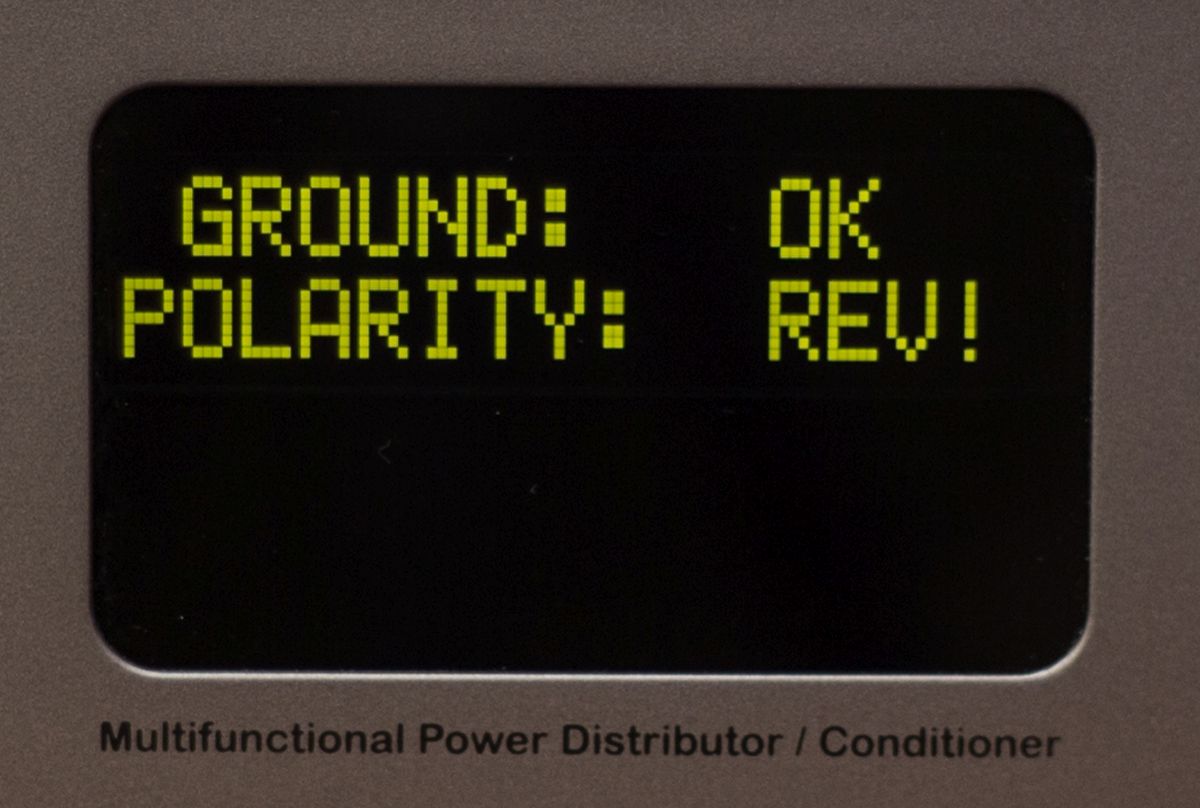 GROUND: OK
POLARITY: REV!
Multifunctional Power Distributor / Conditioner